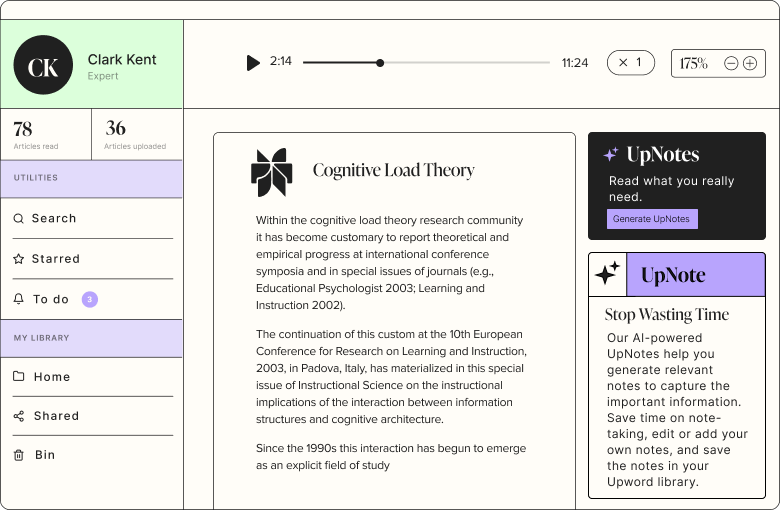 CK
Clark Kent
Expert
78
Articles read
36
Articles uploaded
UTILITIES
Search
Starred
To do 3
MY LIBRARY
Home
Shared
Bin
2:14
11:24
× 1
175%
Cognitive Load Theory
Within the cognitive load theory research community
it has become customary to report theoretical and
empirical progress at international conference
symposia and in special issues of journals (e.g.,
Educational Psychologist 2003; Learning and
Instruction 2002).
The continuation of this custom at the 10th European
Conference for Research on Learning and Instruction,
2003, in Padova, Italy, has materialized in this special
issue of Instructional Science on the instructional
implications of the interaction between information
structures and cognitive architecture.
Since the 1990s this interaction has begun to emerge
as an explicit field of study
UpNotes
Read what you really
need.
Generate UpNotes
UpNote
Stop Wasting Time
Our AI-powered
UpNotes help you
generate relevant
notes to capture the
important information.
Save time on note-
taking, edit or add your
own notes, and save
the notes in your
Upword library.